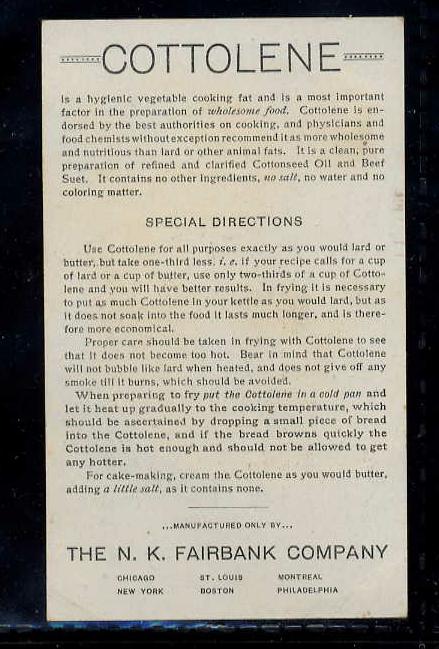 COTTOLENE
is a hygienic vegetable cooking fat and is a most important
factor in the preparation of wholesome food. Cottolene is en-
dorsed by the best authorities on cooking, and physicians and
food chemists without exception recommend it as more wholesome
and nutritious than lard or other animal fats. It is a clean, pure
preparation of refined and clarified Cottonseed Oil and Beef
Suet. It contains no other ingredients, no salt, no water and no
coloring matter.
SPECIAL DIRECTIONS
Use Cottolene for all purposes exactly as you would lard or
butter, but take one-third less, i. e. if your recipe calls for a cup
of lard or a cup of butter, use only two-thirds of a cup of Cotto-
lene and you will have better results. In frying it is necessary
to put as much Cottolene in your kettle as you would lard, but as
it does not soak into the food it lasts much longer, and is there-
fore more economical.
Proper care should be taken in frying with Cottolene to see
that it does not become too hot. Bear in mind that Cottolene
will not bubble like lard when heated, and does not give off any
smoke till it burns, which should be avoided.
When preparing to fry put the Cottolene in a cold pan and
let it heat up gradually to the cooking temperature, which
should be ascertained by dropping a small piece of bread
into the Cottolene, and if the bread browns quickly the
Cottolene is hot enough and should not be allowed to get
any hotter.
For cake-making, cream the Cottolene as you would butter,
adding a little salt, as it contains none.
...MANUFACTURED ONLY BY...
THE N. K. FAIRBANK COMPANY
CHICAGO ST. LOUIS MONTREAL
NEW YORK BOSTON PHILADELPHIA